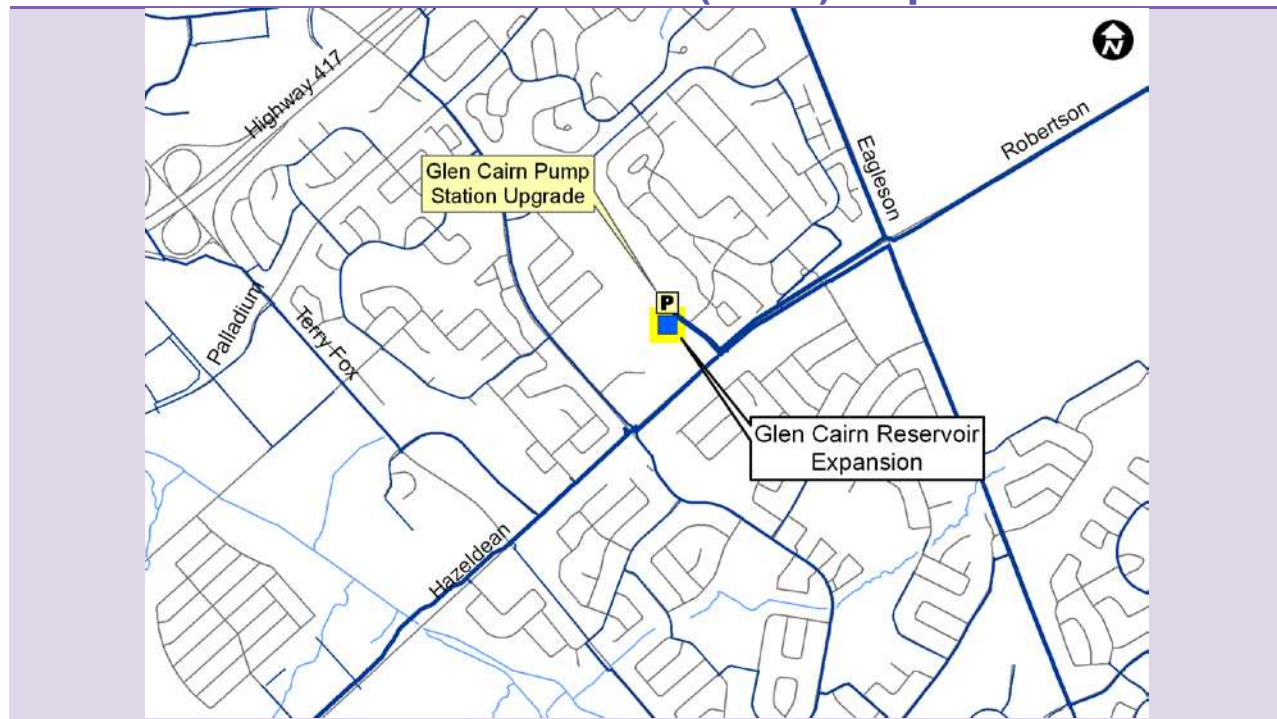 N
Highway 417
Robertson
Eagleson
Glen Cairn Pump
Station Upgrade
P
Palladium
Terry Fox
Glen Cairn Reservoir
Expansion
Hazeldean